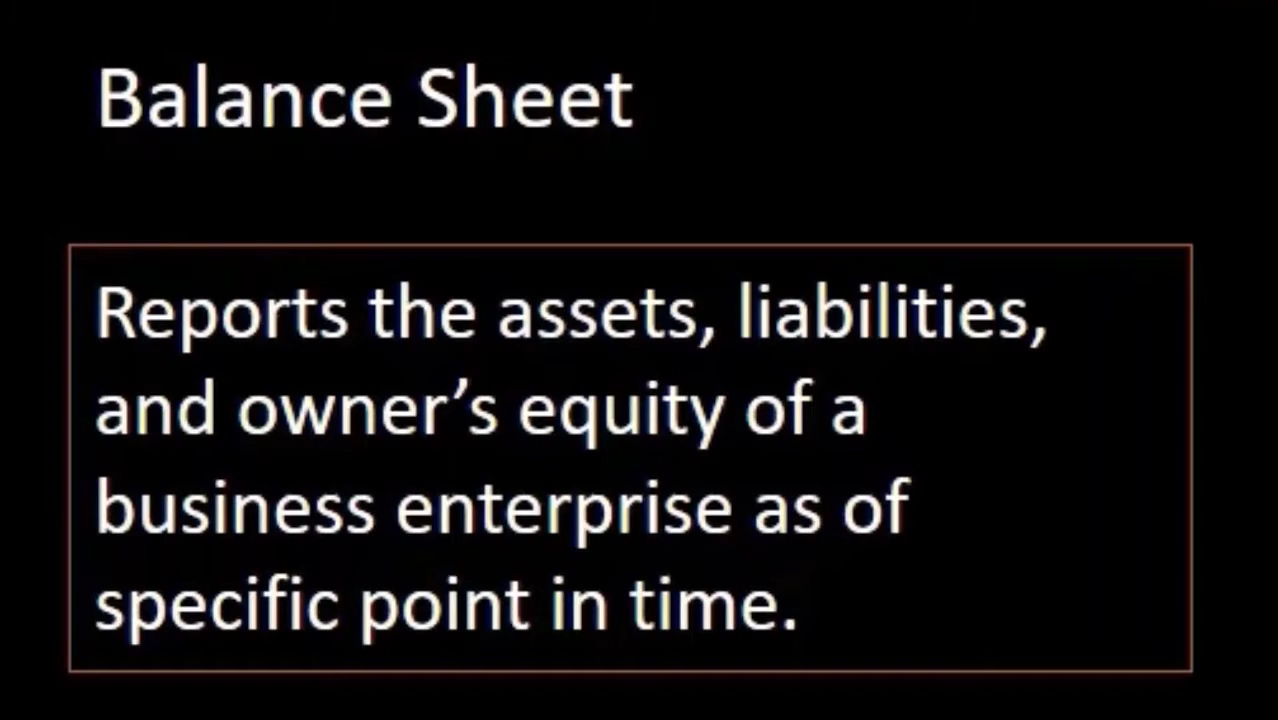 Balance Sheet
Reports the assets, liabilities,
and owner’s equity of a
business enterprise as of
specific point in time.